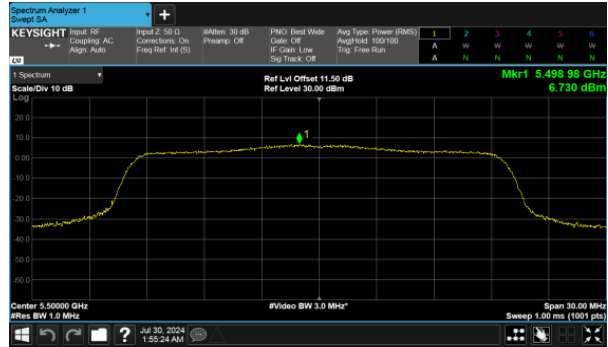 Spectrum Analyzer 1
Swept SA
+
KEYSIGHT
Input: RF
Coupling: AC
Align: Auto
Input Z: 50 Ω
Corrections: On
Freq Ref: Int (S)
#Atten: 30 dB
Preamp: Off
PNO: Best Wide
Gate: Off
IF Gain: Low
Sig Track: Off
Avg Type: Power (RMS)
Avg|Hold: 100/100
Trig: Free Run
1 2 3 4 5 6
A W W W W W
A N N N N N
1 Spectrum
Scale/Div 10 dB
Log
Ref Lvl Offset 11.50 dB
Ref Level 30.00 dBm
Mkr1 5.498 98 GHz
6.730 dBm
20.0
10.0
0.00
-10.0
-20.0
-30.0
-40.0
-50.0
-60.0
1
Center 5.50000 GHz
#Res BW 1.0 MHz
#Video BW 3.0 MHz*
Span 30.00 MHz
Sweep 1.00 ms (1001 pts)
?
Jul 30, 2024
1:55:24 AM